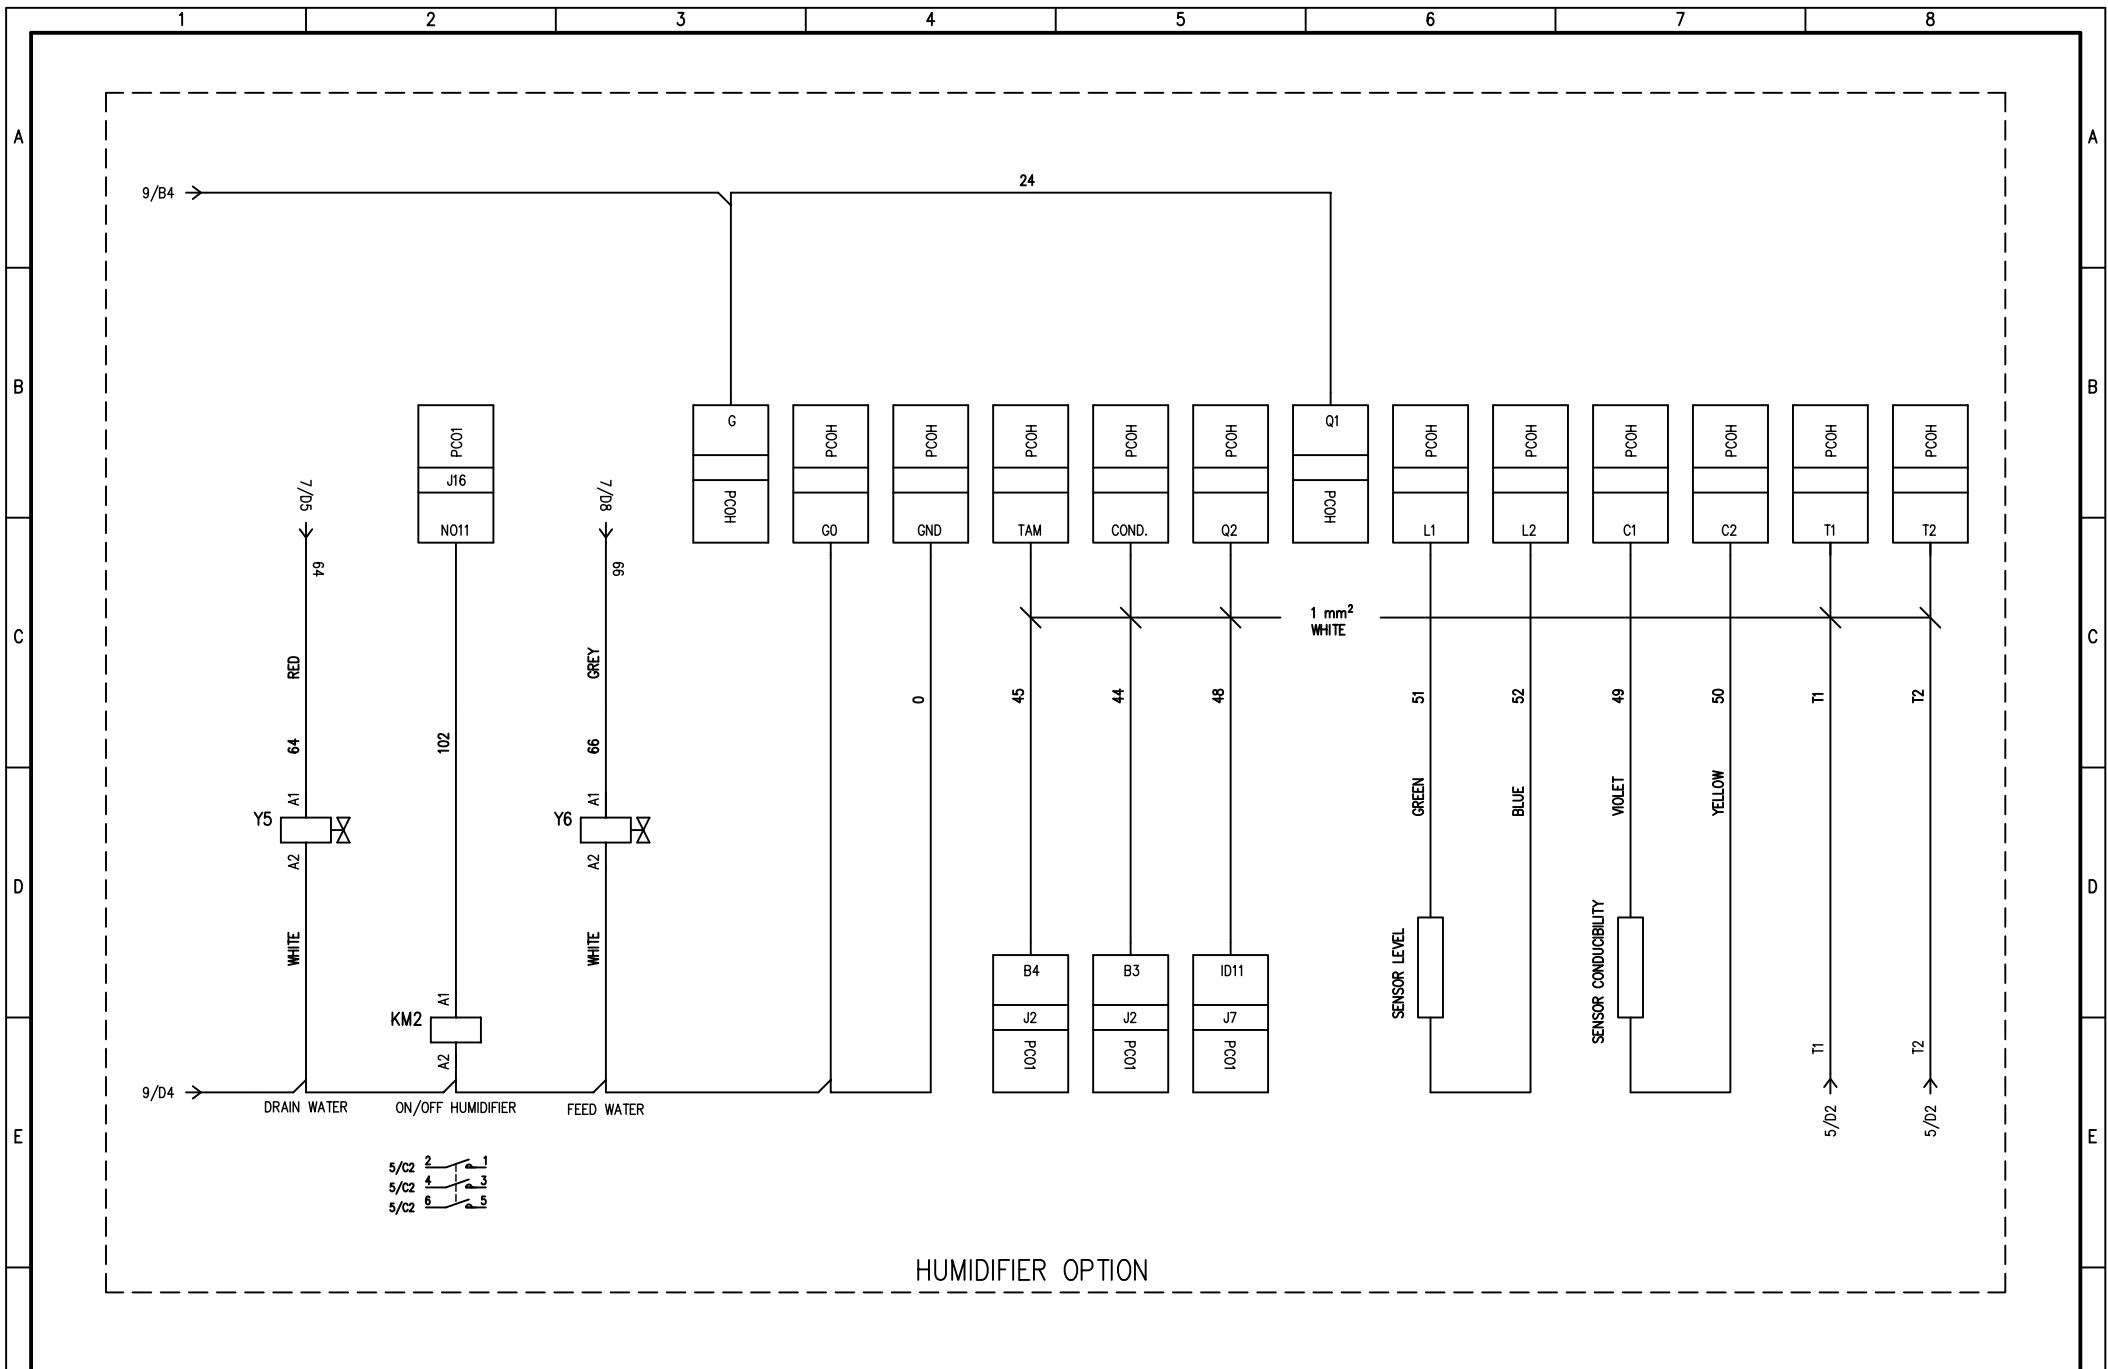 1 2 3 4 5 6 7 8
A A
9/B4 24
B B
PCO1 G PCOH PCOH PCOH PCOH PCOH Q1 PCOH PCOH PCOH PCOH PCOH PCOH
7/D5 J16 7/D8
PCOH PCOH
NO11 G0 GND TAM COND. Q2 L1 L2 C1 C2 T1 T2
64 66
1 mm²
WHITE
C C
RED GREY
0 45 44 48 51 52 49 50 T1 T2
64 102 66
GREEN BLUE VIOLET YELLOW
A1 A1
Y5 Y6
A2 A2
D D
WHITE WHITE
SENSOR LEVEL SENSOR CONDUCIBILITY
B4 B3 ID11
A1
KM2 J2 J2 J7
A2 PCO1 PCO1 PCO1 T1 T2
9/D4
DRAIN WATER ON/OFF HUMIDIFIER FEED WATER
5/D2 5/D2
E E
5/C2 2 1
5/C2 4 3
5/C2 6 5
HUMIDIFIER OPTION